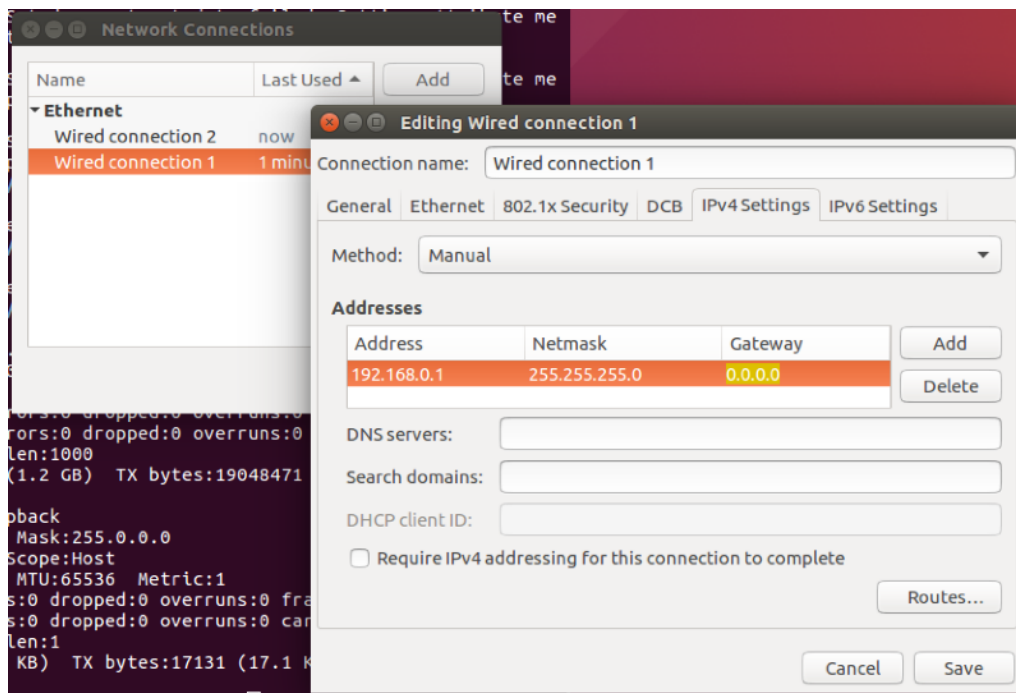 te me
Network Connections
te me
Name Last Used Add
Ethernet
Wired connection 2 now
Wired connection 1 1 minu
Editing Wired connection 1
Connection name: Wired connection 1
General Ethernet 802.1x Security DCB IPv4 Settings IPv6 Settings
Method: Manual
Addresses
Address Netmask Gateway Add
192.168.0.1 255.255.255.0 0.0.0.0
Delete
DNS servers:
Search domains:
DHCP client ID:
Require IPv4 addressing for this connection to complete
Routes...
Cancel Save
rors:0 dropped:0 overruns:0
rors:0 dropped:0 overruns:0
len:1000
(1.2 GB) TX bytes:19048471
pback
Mask:255.0.0.0
Scope:Host
MTU:65536 Metric:1
s:0 dropped:0 overruns:0 fra
s:0 dropped:0 overruns:0 car
len:1
KB) TX bytes:17131 (17.1 K